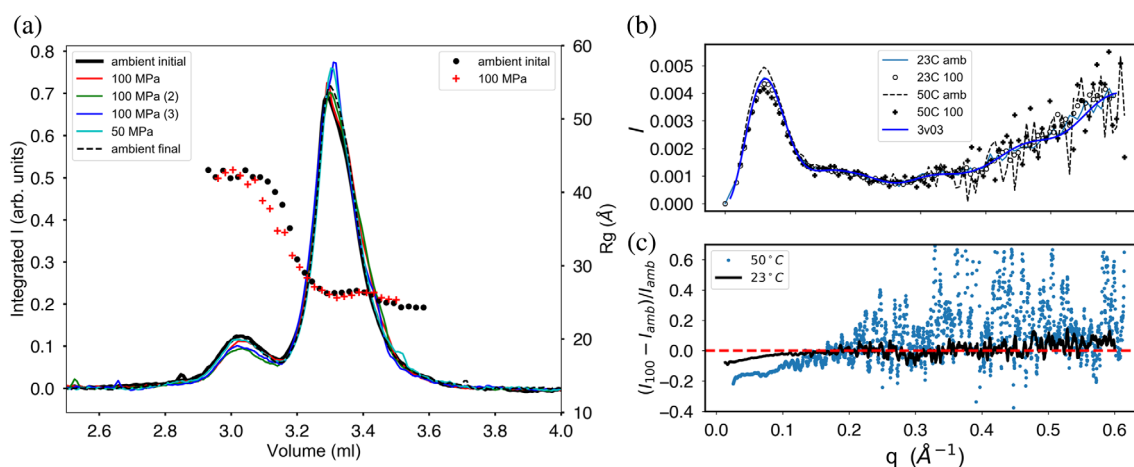 (a)
0.8
0.7
0.6
0.5
0.4
0.3
0.2
0.1
0.0
Integrated I (arb. units)
ambient initial
100 MPa
100 MPa (2)
100 MPa (3)
50 MPa
ambient final
ambient inital
100 MPa
60
50
40
30
20
10
Rg (Å)
2.6
2.8
3.0
3.2
3.4
3.6
3.8
4.0
Volume (ml)
(b)
0.005
0.004
0.003
0.002
0.001
0.000
I
23C amb
23C 100
50C amb
50C 100
3v03
(c)
0.6
0.4
0.2
0.0
−0.2
−0.4
(I100 − Iamb)/Iamb
50°C
23°C
0.0
0.1
0.2
0.3
0.4
0.5
0.6
q (Å−1)